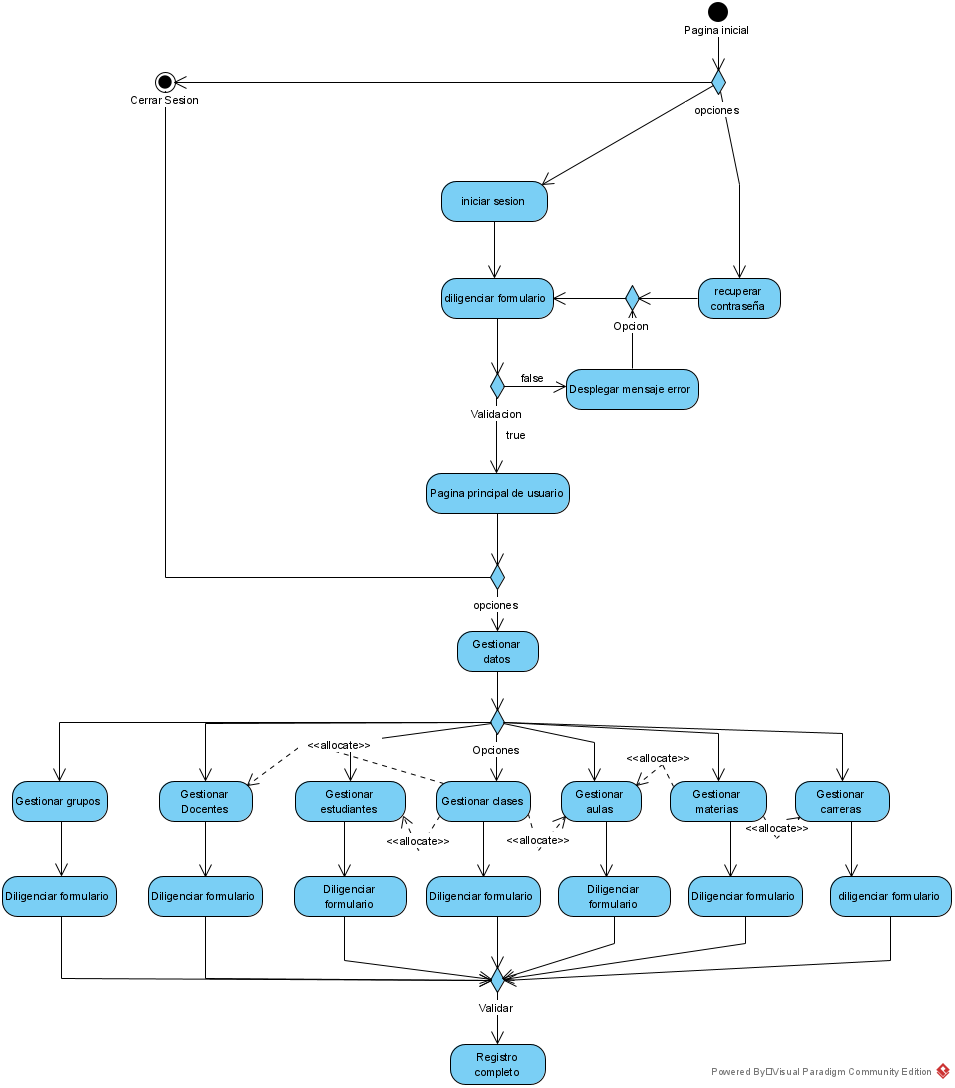 Pagina inicial
Cerrar Sesion
opciones
iniciar sesion
diligenciar formulario
recuperar
contraseña
Opcion
false
Desplegar mensaje error
Validacion
true
Pagina principal de usuario
opciones
Gestionar
datos
<<allocate>>
Opciones
<<allocate>>
Gestionar grupos
Gestionar
Docentes
Gestionar
estudiantes
Gestionar clases
Gestionar
aulas
Gestionar
materias
Gestionar
carreras
<<allocate>>
<<allocate>>
<<allocate>>
Diligenciar formulario
Diligenciar formulario
Diligenciar
formulario
Diligenciar formulario
Diligenciar
formulario
Diligenciar formulario
diligenciar formulario
Validar
Registro
completo
Powered By Visual Paradigm Community Edition